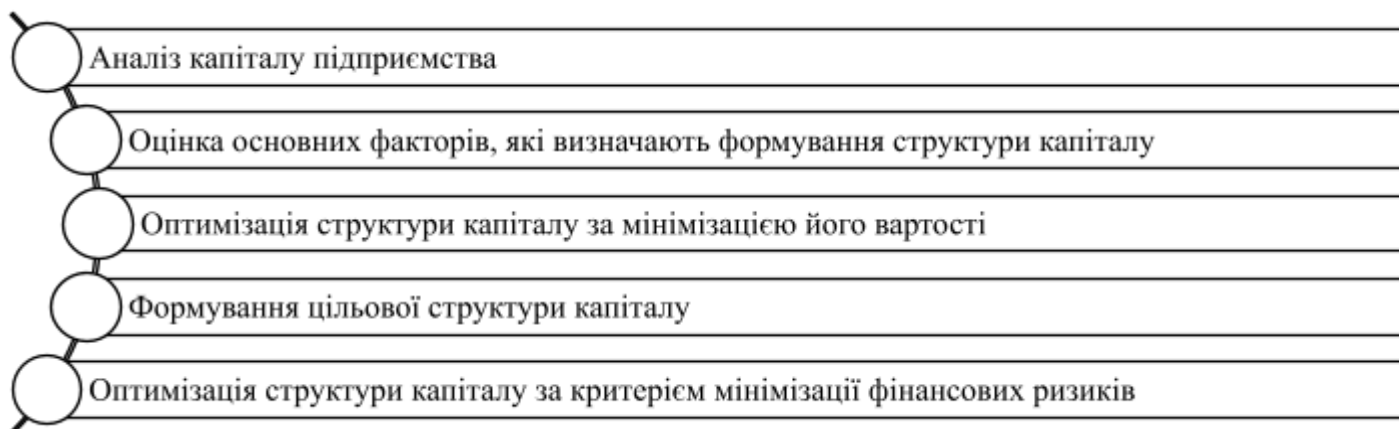 Аналіз капіталу підприємства
Оцінка основних факторів, які визначають формування структури капіталу
Оптимізація структури капіталу за мінімізацією його вартості
Формування цільової структури капіталу
Оптимізація структури капіталу за критерієм мінімізації фінансових ризиків